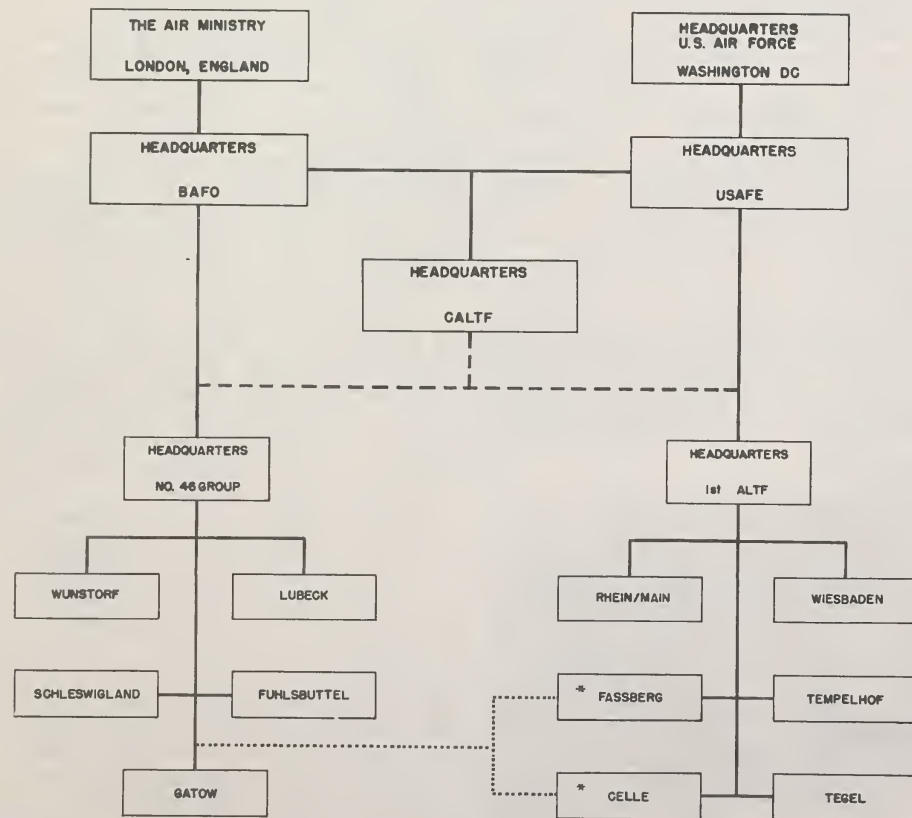 THE AIR MINISTRY
LONDON, ENGLAND
HEADQUARTERS
U.S. AIR FORCE
WASHINGTON DC
HEADQUARTERS
BAFO
HEADQUARTERS
USAFE
HEADQUARTERS
CALTF
HEADQUARTERS
NO. 46 GROUP
HEADQUARTERS
1st ALTF
WUNSTORF
LUBECK
RHEIN/MAIN
WIESBADEN
SCHLESWIGLAND
FUHLSBUTTEL
* FASSBERG
TEMPELHOF
GATOW
* CELLE
TEGEL